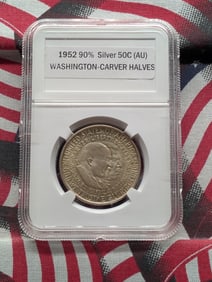 1952 90% Silver 50C (AU)
WASHINGTON-CARVER HALVES